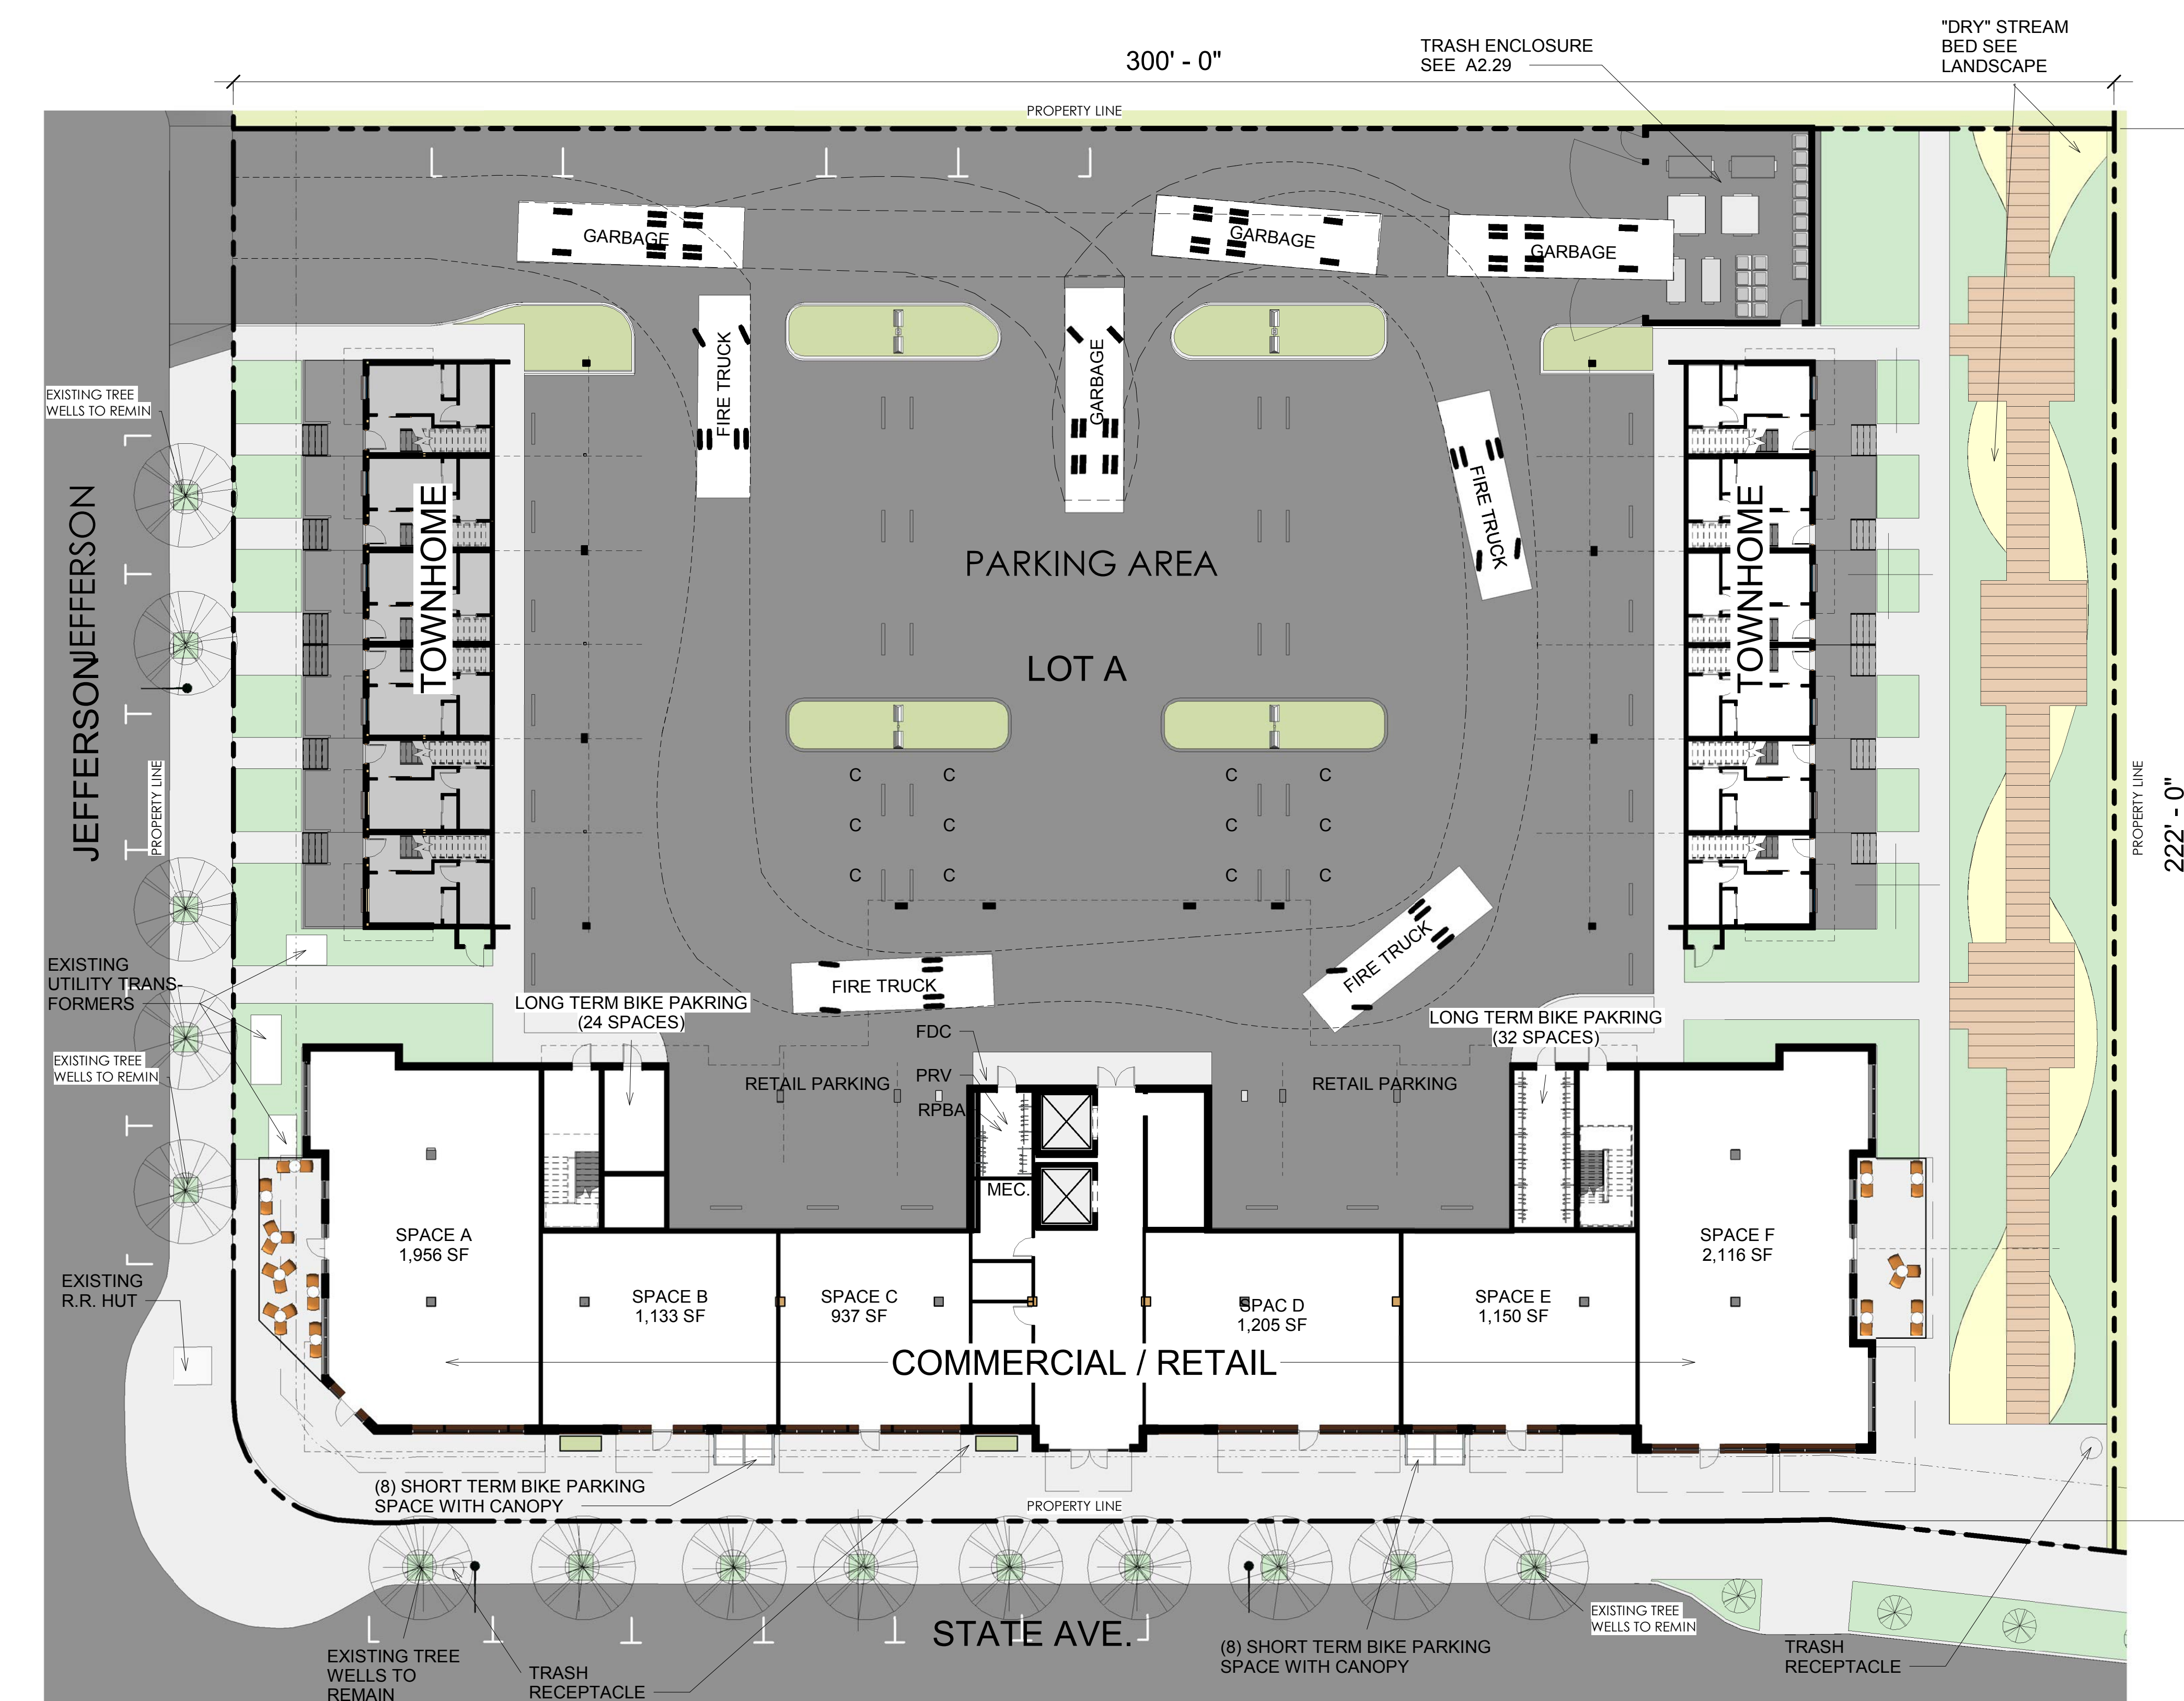 "DRY" STREAM
BED SEE
LANDSCAPE
TRASH ENCLOSURE
SEE A2.29
300' - 0"
PROPERTY LINE
GARBAGE
GARBAGE
GARBAGE
FIRE TRUCK
GARBAGE
FIRE TRUCK
EXISTING TREE
WELLS TO REMIN
JEFFERSON
JEFFERSON
TOWNHOME
TOWNHOME
PARKING AREA
LOT A
PROPERTY LINE
PROPERTY LINE
222' - 0"
C C C C
C C C C
C C C C
FIRE TRUCK
FIRE TRUCK
EXISTING
UTILITY TRANS-
FORMERS
LONG TERM BIKE PAKRING
(24 SPACES)
LONG TERM BIKE PAKRING
(32 SPACES)
FDC
PRV
RPBA
EXISTING TREE
WELLS TO REMIN
RETAIL PARKING
RETAIL PARKING
MEC.
SPACE A
1,956 SF
SPACE F
2,116 SF
EXISTING
R.R. HUT
SPACE B
1,133 SF
SPACE C
937 SF
SPAC D
1,205 SF
SPACE E
1,150 SF
COMMERCIAL / RETAIL
(8) SHORT TERM BIKE PARKING
SPACE WITH CANOPY
PROPERTY LINE
STATE AVE.
EXISTING TREE
WELLS TO REMIN
EXISTING TREE
WELLS TO
REMAIN
TRASH
RECEPTACLE
(8) SHORT TERM BIKE PARKING
SPACE WITH CANOPY
TRASH
RECEPTACLE